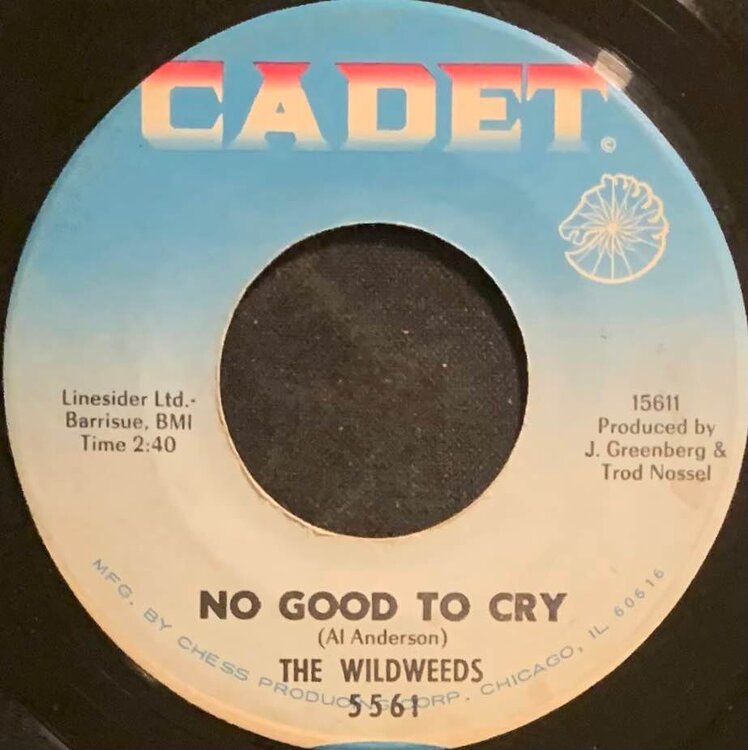 CADET
©
Linesider Ltd.-
Barrisue, BMI
Time 2:40
15611
Produced by
J. Greenberg &
Trod Nossel
NO GOOD TO CRY
(Al Anderson)
THE WILDWEEDS
5561
MFG. BY CHESS PRODUCING CORP. CHICAGO, IL 60616